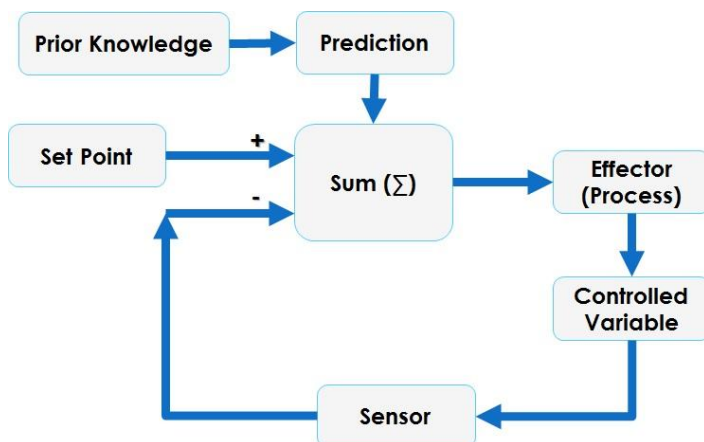 Prior Knowledge
Prediction
Set Point
+
-
Sum (∑)
Effector
(Process)
Controlled
Variable
Sensor